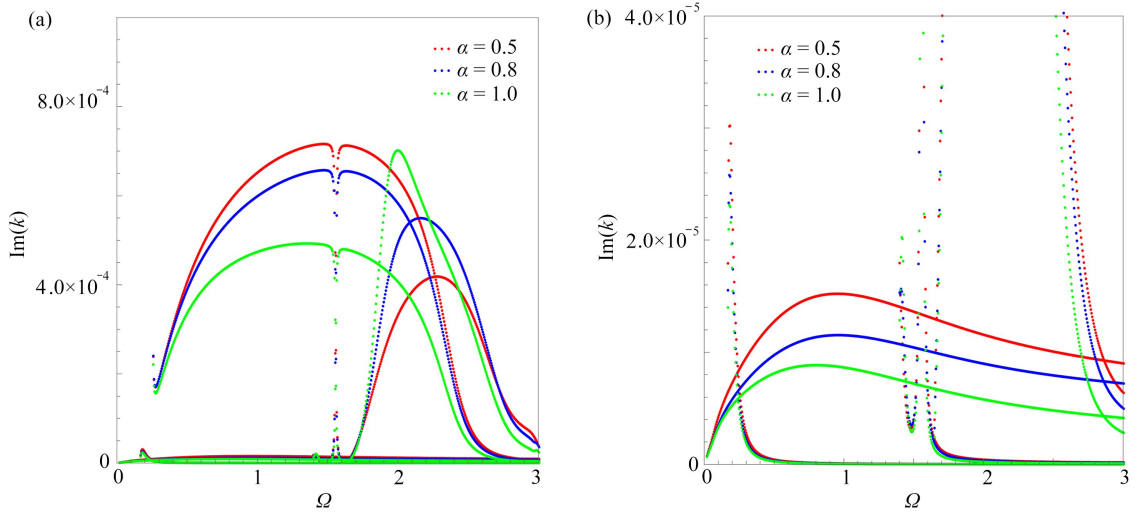 (a)
α = 0.5
α = 0.8
α = 1.0
8.0×10⁻⁴
4.0×10⁻⁴
0
Im(k)
0 1 2 3
Ω
(b)
4.0×10⁻⁵
α = 0.5
α = 0.8
α = 1.0
2.0×10⁻⁵
0
Im(k)
0 1 2 3
Ω